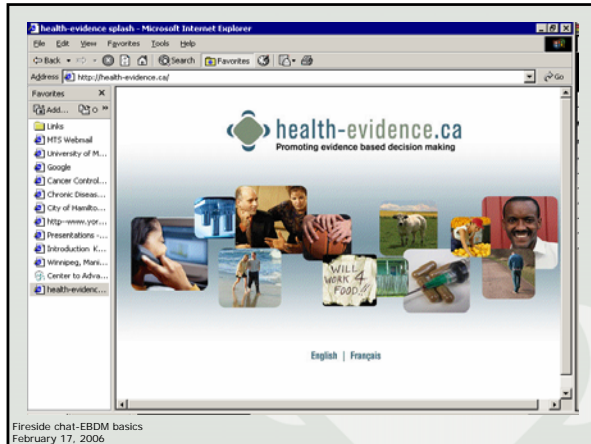 health-evidence splash - Microsoft Internet Explorer
File Edit View Favorites Tools Help
Back Search Favorites
Address http://health-evidence.ca/ Go
Favorites
Add...
Links
MTS Webmail
University of M...
Google
Cancer Control...
Chronic Diseas...
City of Hamilto...
http--www.yor...
Presentations -...
Introduction K...
Winnipeg, Mani...
Center to Adva...
health-evidenc...
health-evidence.ca
Promoting evidence based decision making
WILL
WORK 4
FOOD!!
English | Français
Fireside chat-EBDM basics
February 17, 2006